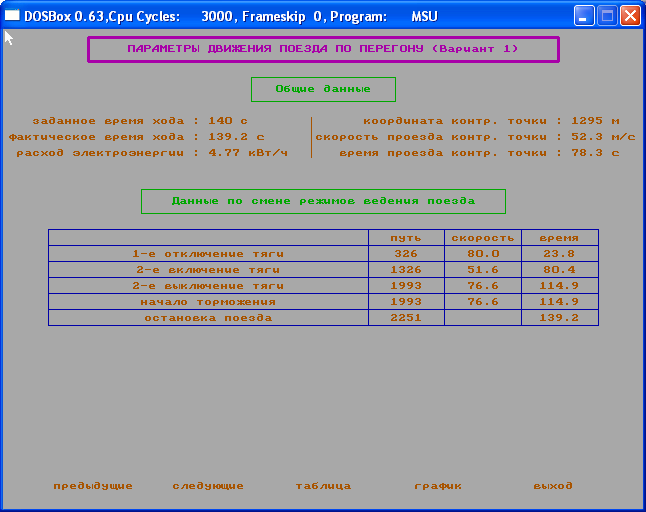 DOSBox 0.63,Cpu Cycles: 3000, Frameskip 0, Program: MSU
ПАРАМЕТРЫ ДВИЖЕНИЯ ПОЕЗДА ПО ПЕРЕГОНУ (Вариант 1)
Общие данные
заданное время хода : 140 с
фактическое время хода : 139.2 с
расход электроэнергии : 4.77 кВт/ч
координата контр. точки : 1295 м
скорость проезда контр. точки : 52.3 м/с
время проезда контр. точки : 78.3 с
Данные по смене режимов ведения поезда
путь скорость время
1-е отключение тяги 326 80.0 23.8
2-е включение тяги 1326 51.6 80.4
2-е выключение тяги 1993 76.6 114.9
начало торможения 1993 76.6 114.9
остановка поезда 2251 139.2
предыдущие следующие таблица график выход